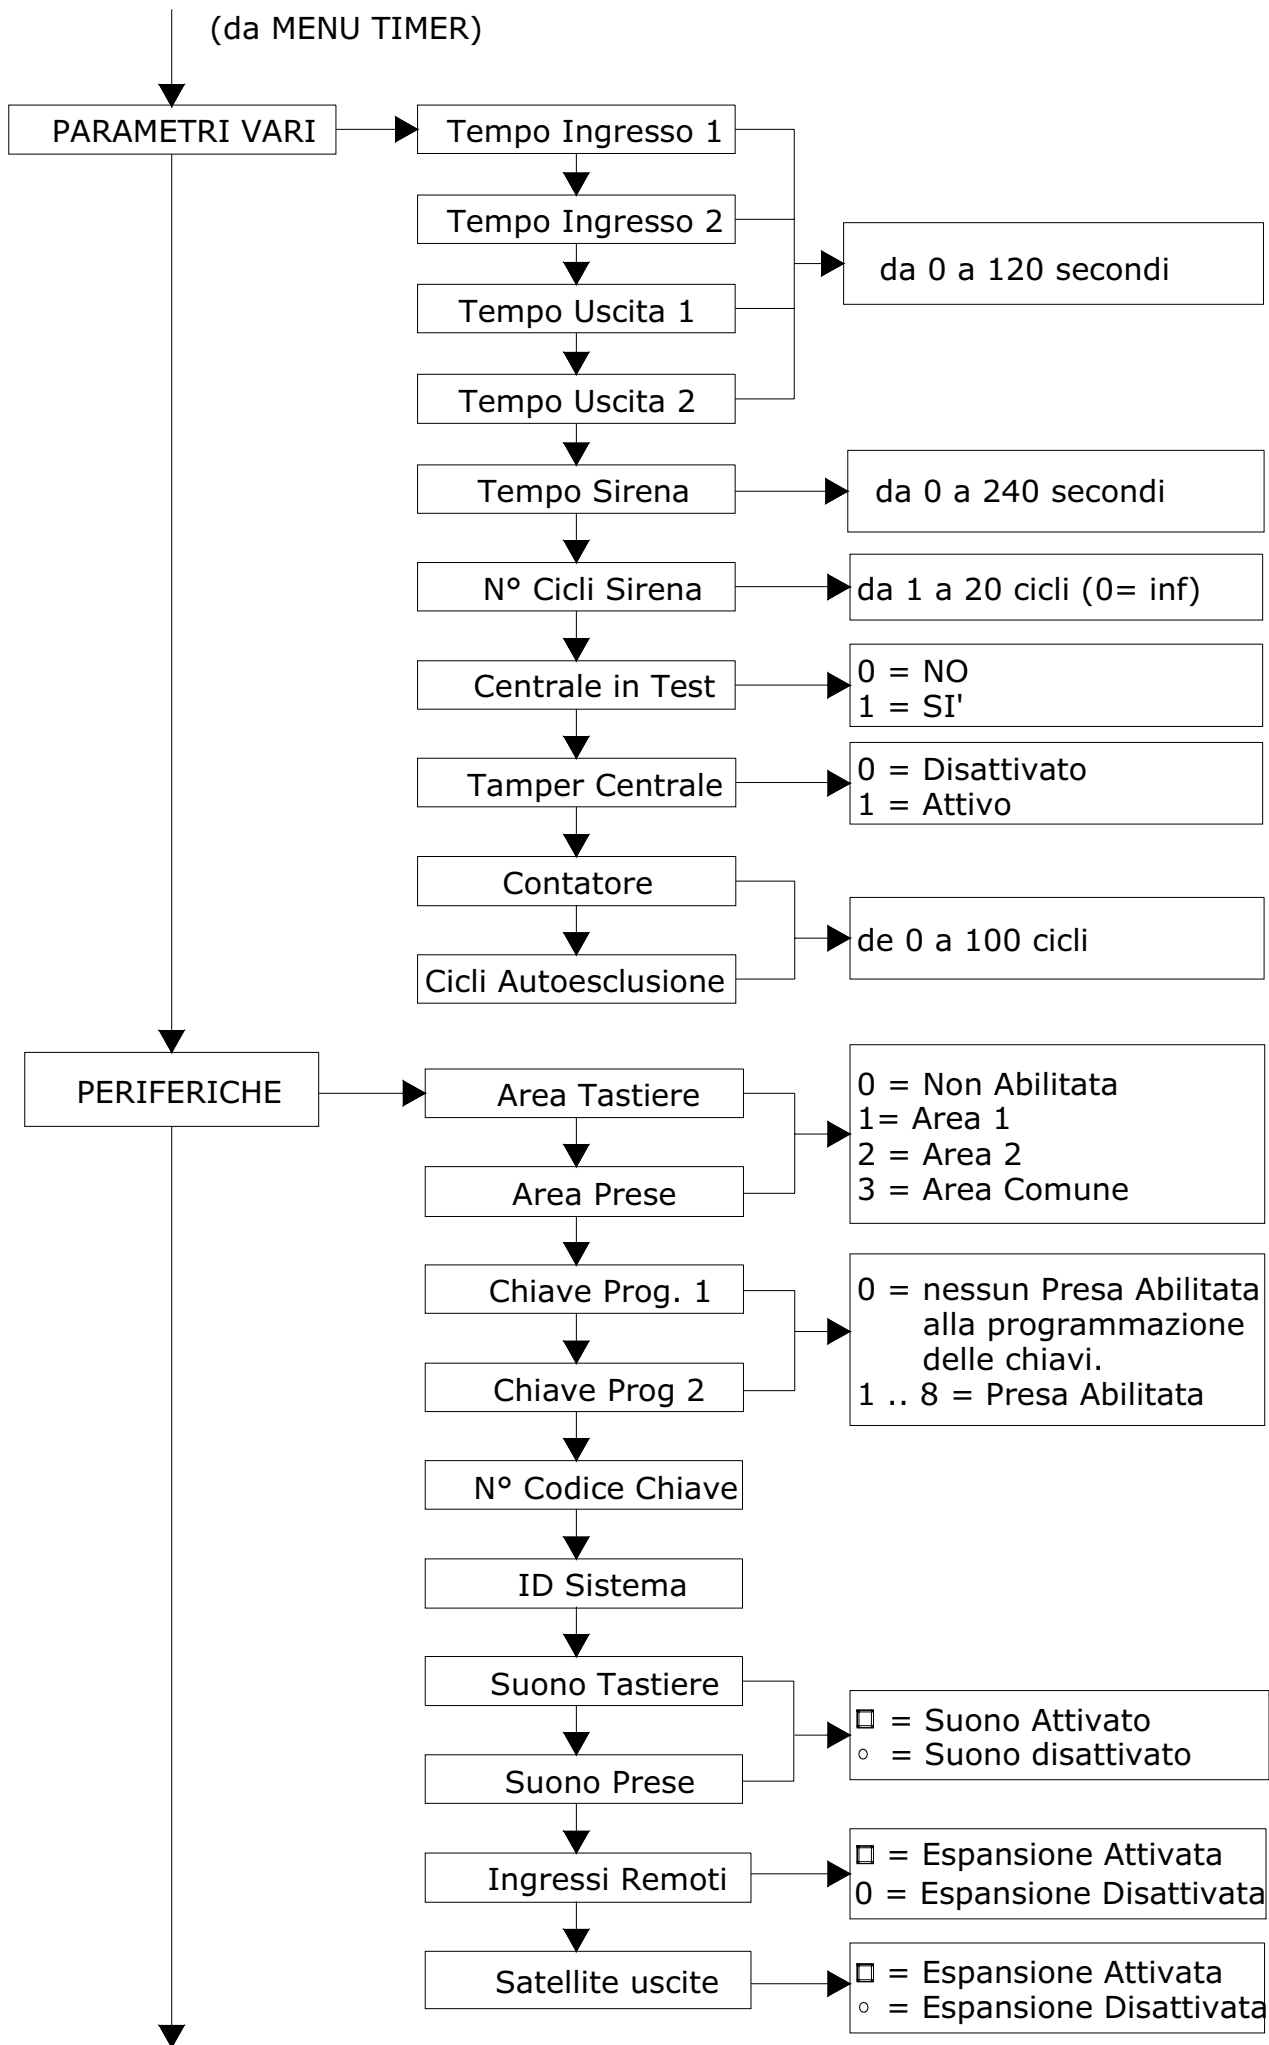 (da MENU TIMER)
PARAMETRI VARI
Tempo Ingresso 1
Tempo Ingresso 2
Tempo Uscita 1
Tempo Uscita 2
da 0 a 120 secondi
Tempo Sirena
da 0 a 240 secondi
N° Cicli Sirena
da 1 a 20 cicli (0= inf)
Centrale in Test
0 = NO
1 = SI'
Tamper Centrale
0 = Disattivato
1 = Attivo
Contatore
Cicli Autoesclusione
de 0 a 100 cicli
PERIFERICHE
Area Tastiere
Area Prese
0 = Non Abilitata
1= Area 1
2 = Area 2
3 = Area Comune
Chiave Prog. 1
Chiave Prog 2
0 = nessun Presa Abilitata
alla programmazione
delle chiavi.
1 .. 8 = Presa Abilitata
N° Codice Chiave
ID Sistema
Suono Tastiere
Suono Prese
□ = Suono Attivato
◦ = Suono disattivato
Ingressi Remoti
□ = Espansione Attivata
0 = Espansione Disattivata
Satellite uscite
□ = Espansione Attivata
◦ = Espansione Disattivata